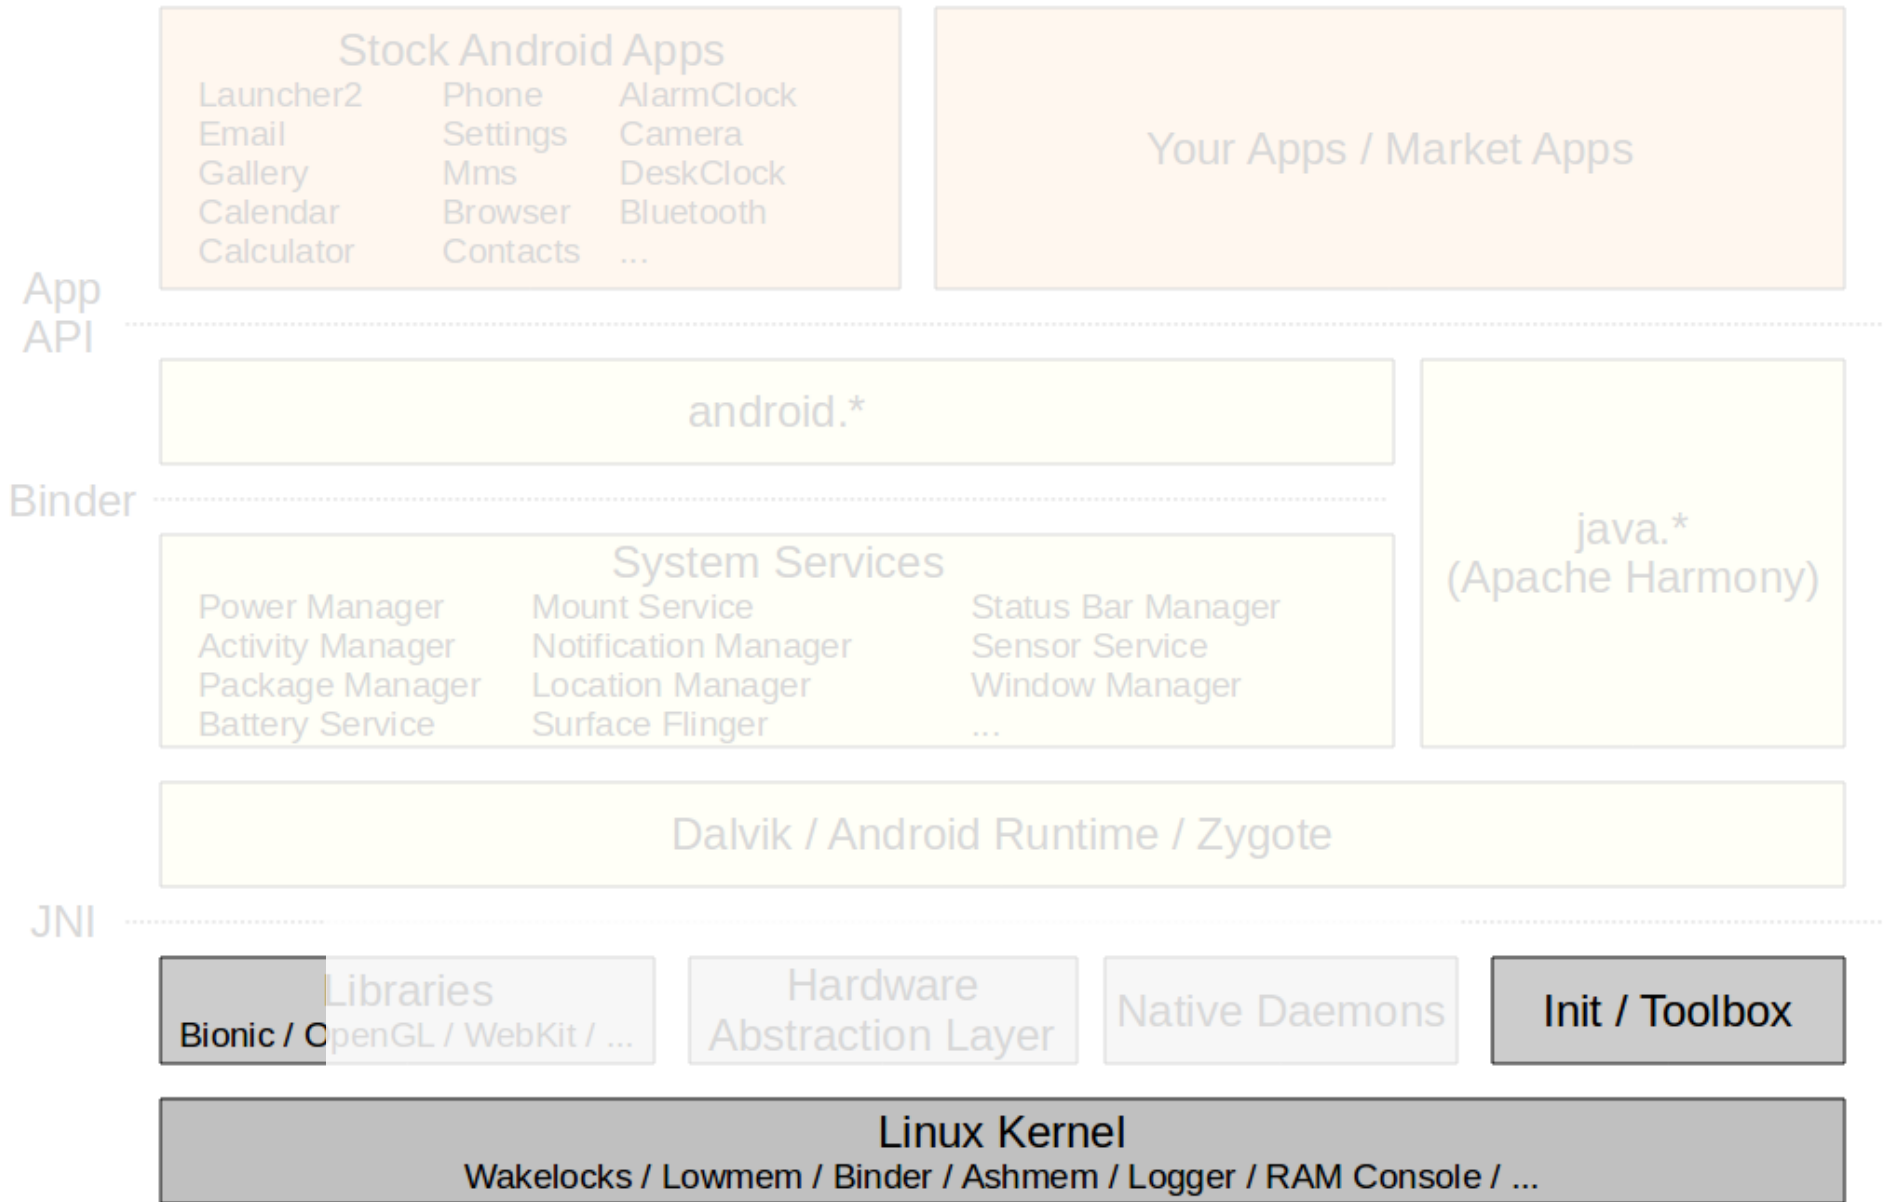 Stock Android Apps
Launcher2 Phone AlarmClock
Email Settings Camera
Gallery Mms DeskClock
Calendar Browser Bluetooth
Calculator Contacts ...
Your Apps / Market Apps
App
API
android.*
Binder
java.*
(Apache Harmony)
System Services
Power Manager Mount Service Status Bar Manager
Activity Manager Notification Manager Sensor Service
Package Manager Location Manager Window Manager
Battery Service Surface Flinger ...
Dalvik / Android Runtime / Zygote
JNI
Libraries
Bionic / OpenGL / WebKit / ...
Hardware
Abstraction Layer
Native Daemons
Init / Toolbox
Linux Kernel
Wakelocks / Lowmem / Binder / Ashmem / Logger / RAM Console / ...